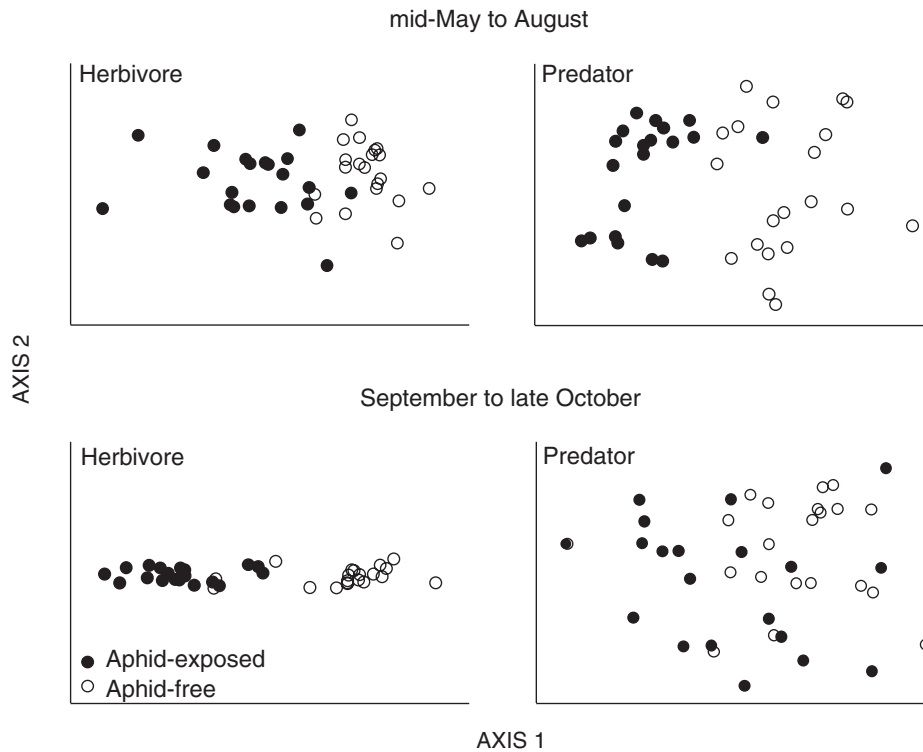 mid-May to August
Herbivore
Predator
AXIS 2
September to late October
Herbivore
Predator
Aphid-exposed
Aphid-free
AXIS 1